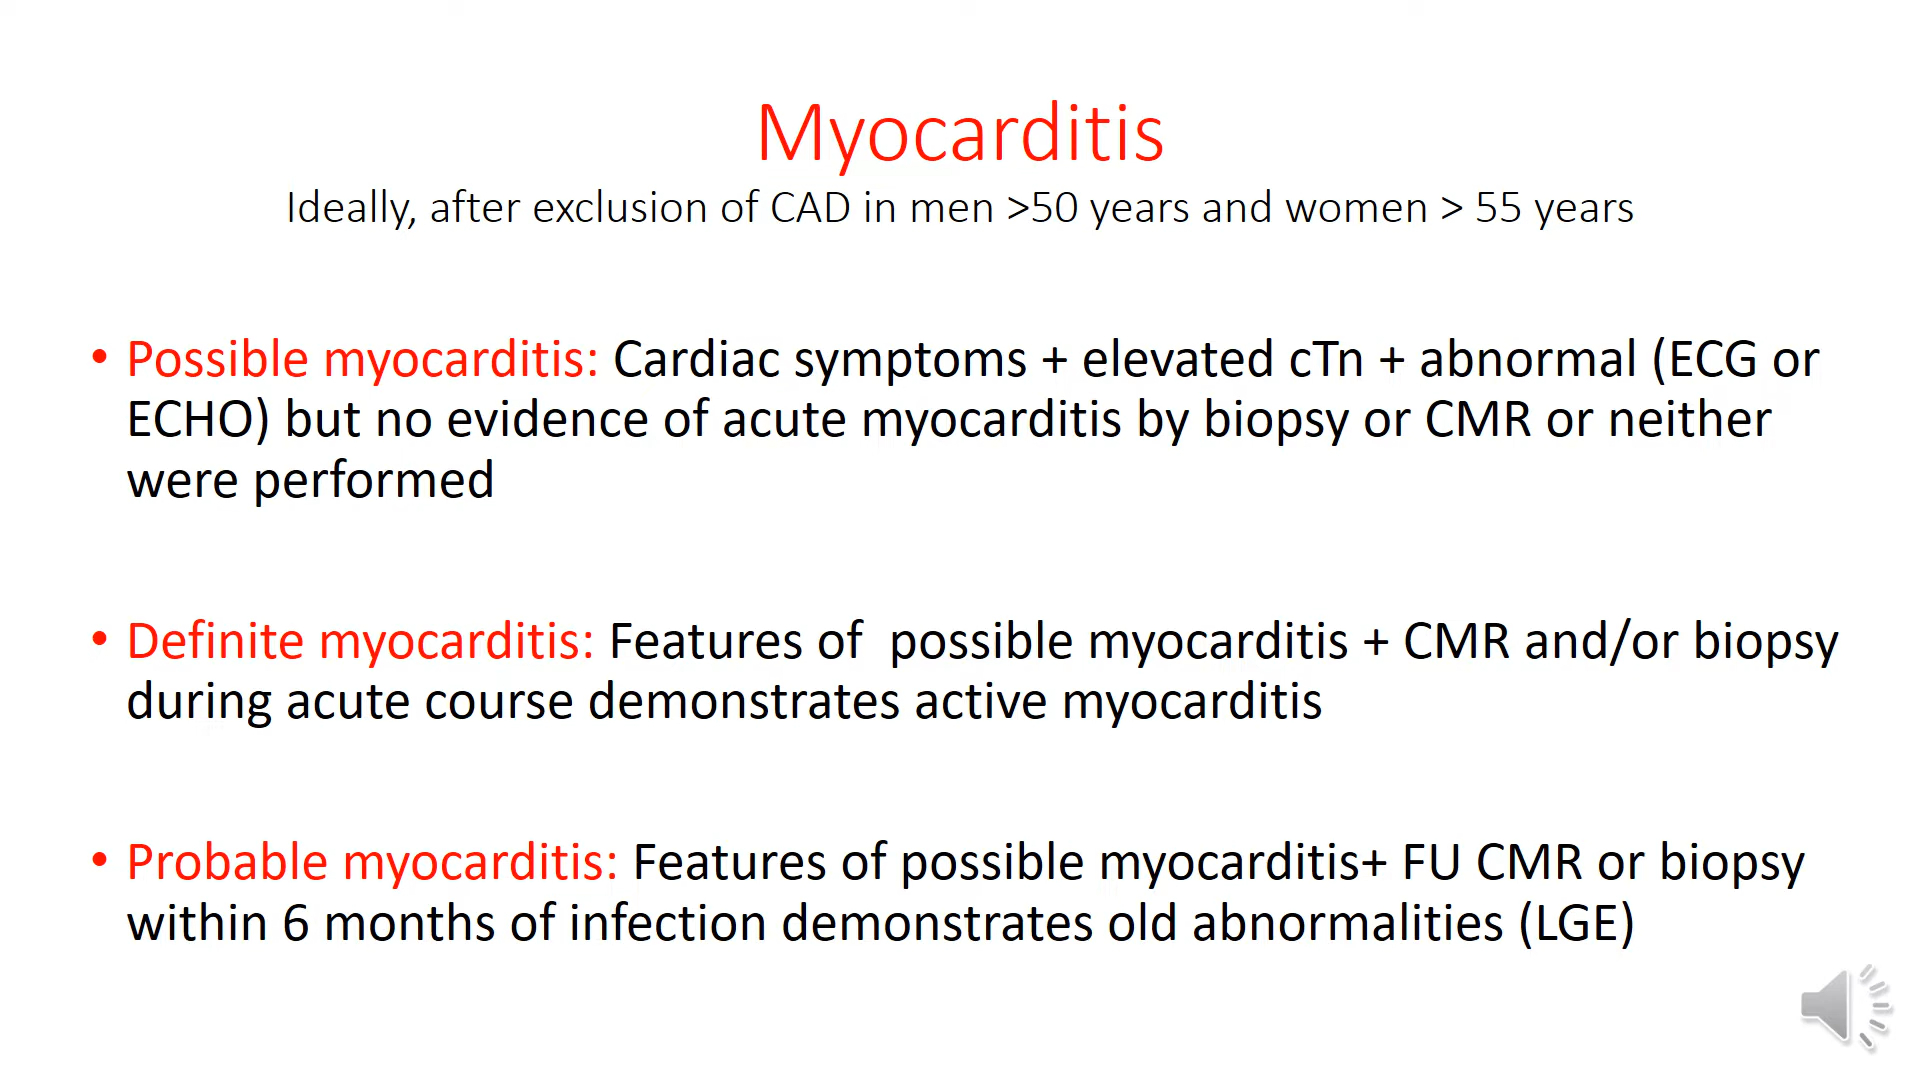 Myocarditis
Ideally, after exclusion of CAD in men >50 years and women > 55 years
• Possible myocarditis: Cardiac symptoms + elevated cTn + abnormal (ECG or
ECHO) but no evidence of acute myocarditis by biopsy or CMR or neither
were performed
• Definite myocarditis: Features of  possible myocarditis + CMR and/or biopsy
during acute course demonstrates active myocarditis
• Probable myocarditis: Features of possible myocarditis+ FU CMR or biopsy
within 6 months of infection demonstrates old abnormalities (LGE)